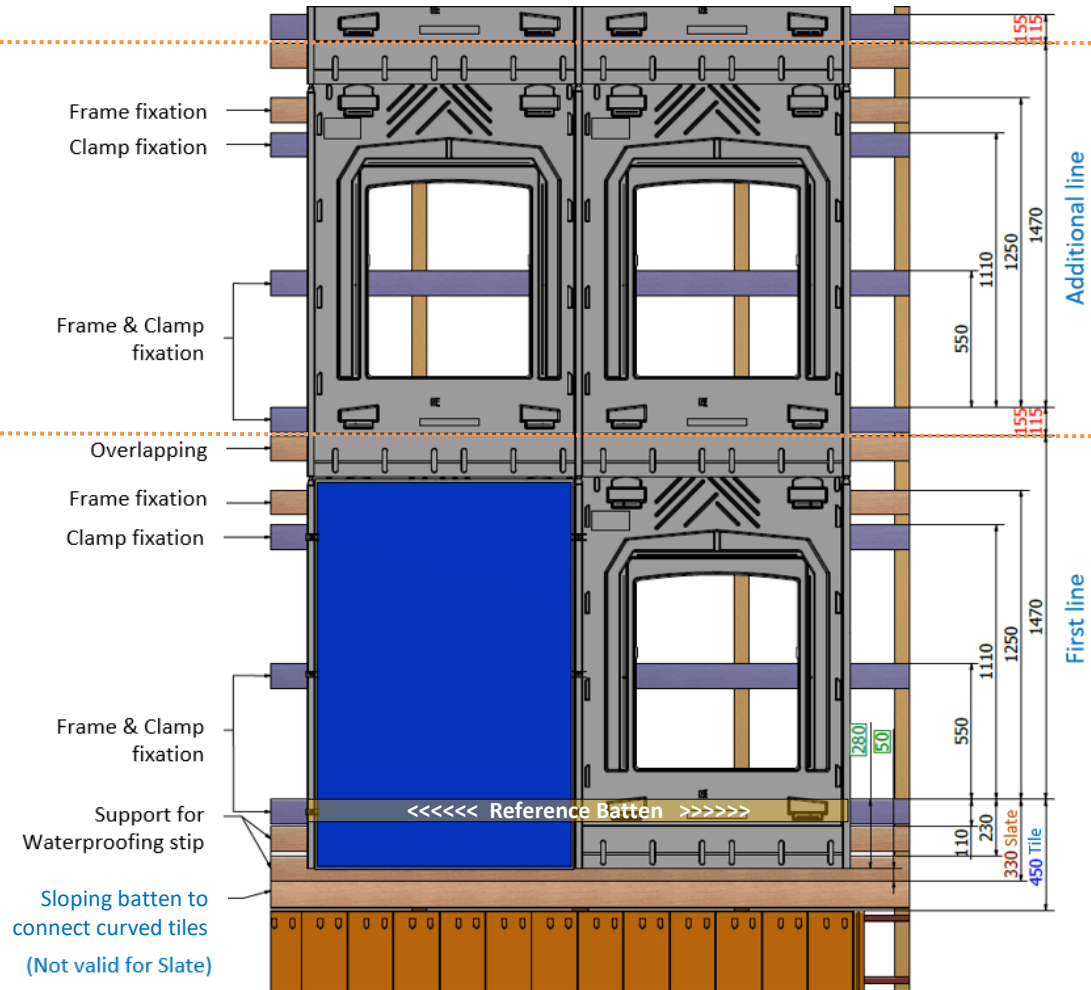 155
115
Frame fixation
Clamp fixation
Frame & Clamp
fixation
550
1110
1250
1470
Additional line
155
115
Overlapping
Frame fixation
Clamp fixation
Frame & Clamp
fixation
550
1110
1250
1470
First line
280
50
<<<<<< Reference Batten >>>>>>
Support for
Waterproofing stip
110
230
330 Slate
450 Tile
Sloping batten to
connect curved tiles
(Not valid for Slate)